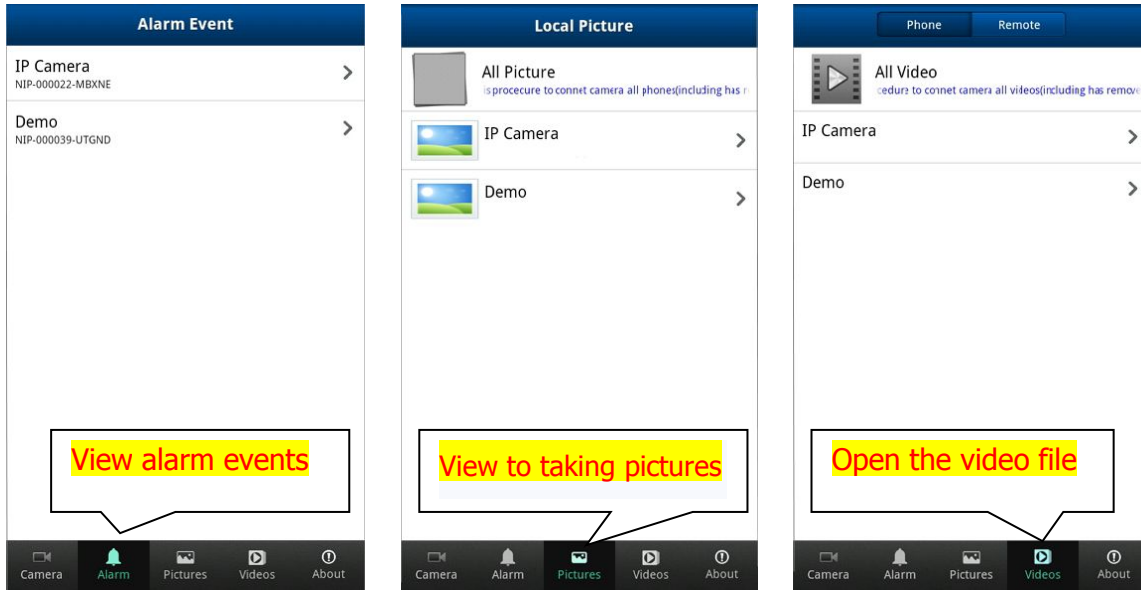 Alarm Event
IP Camera
NIP-000022-MBXNE
Demo
NIP-000039-UTGND
View alarm events
Camera Alarm Pictures Videos About
Local Picture
All Picture
is procecure to connet camera all phones(including has
IP Camera
Demo
View to taking pictures
Camera Alarm Pictures Videos About
Phone Remote
All Video
cedure to connet camera all videos(including has remove
IP Camera
Demo
Open the video file
Camera Alarm Pictures Videos About